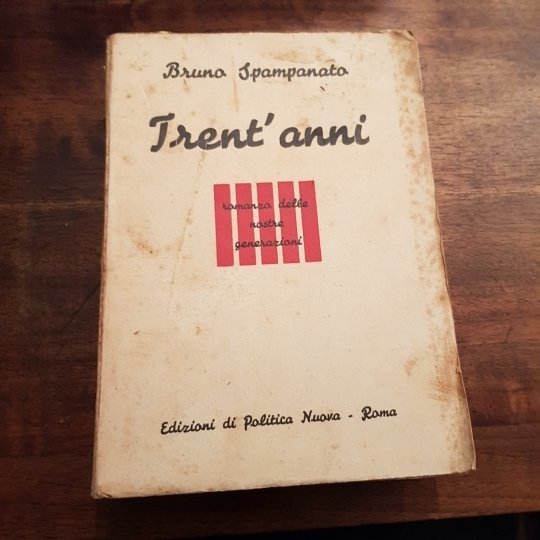 Bruno Spampanato
Trent'anni
romanzo delle
nostre
generazioni
Edizioni di Politica Nuova - Roma